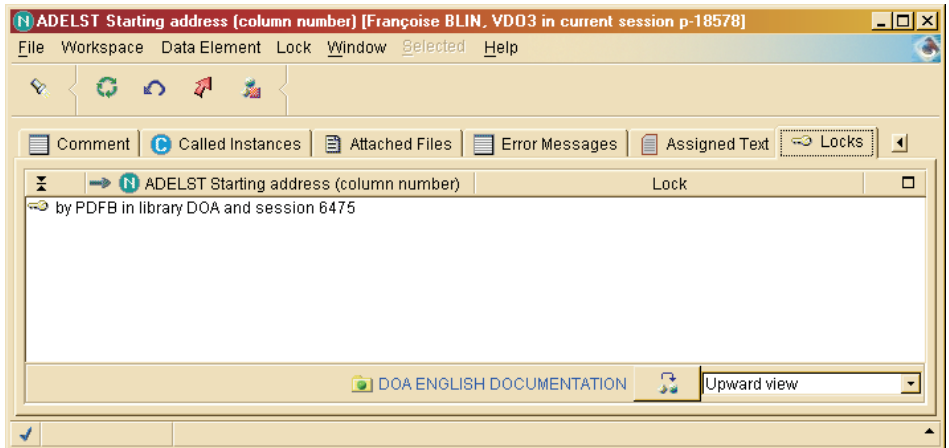 N ADELST Starting address (column number) [Françoise BLIN, VDO3 in current session p-18578]
File Workspace Data Element Lock Window Selected Help
Comment C Called Instances Attached Files Error Messages Assigned Text Locks
N ADELST Starting address (column number) Lock
by PDFB in library DOA and session 6475
DOA ENGLISH DOCUMENTATION Upward view